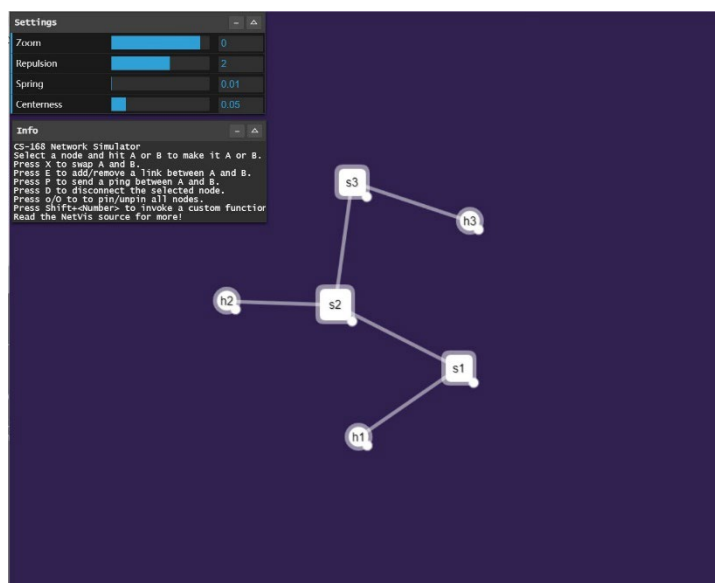 Settings
Zoom 0
Repulsion 2
Spring 0.01
Centerness 0.05
Info
CS-168 Network Simulator
Select a node and hit A or B to make it A or B.
Press X to swap A and B.
Press E to add/remove a link between A and B.
Press P to send a ping between A and B.
Press D to disconnect the selected node.
Press o/O to to pin/unpin all nodes.
Press Shift+<Number> to invoke a custom function
Read the NetVis source for more!
s3
h3
h2
s2
s1
h1